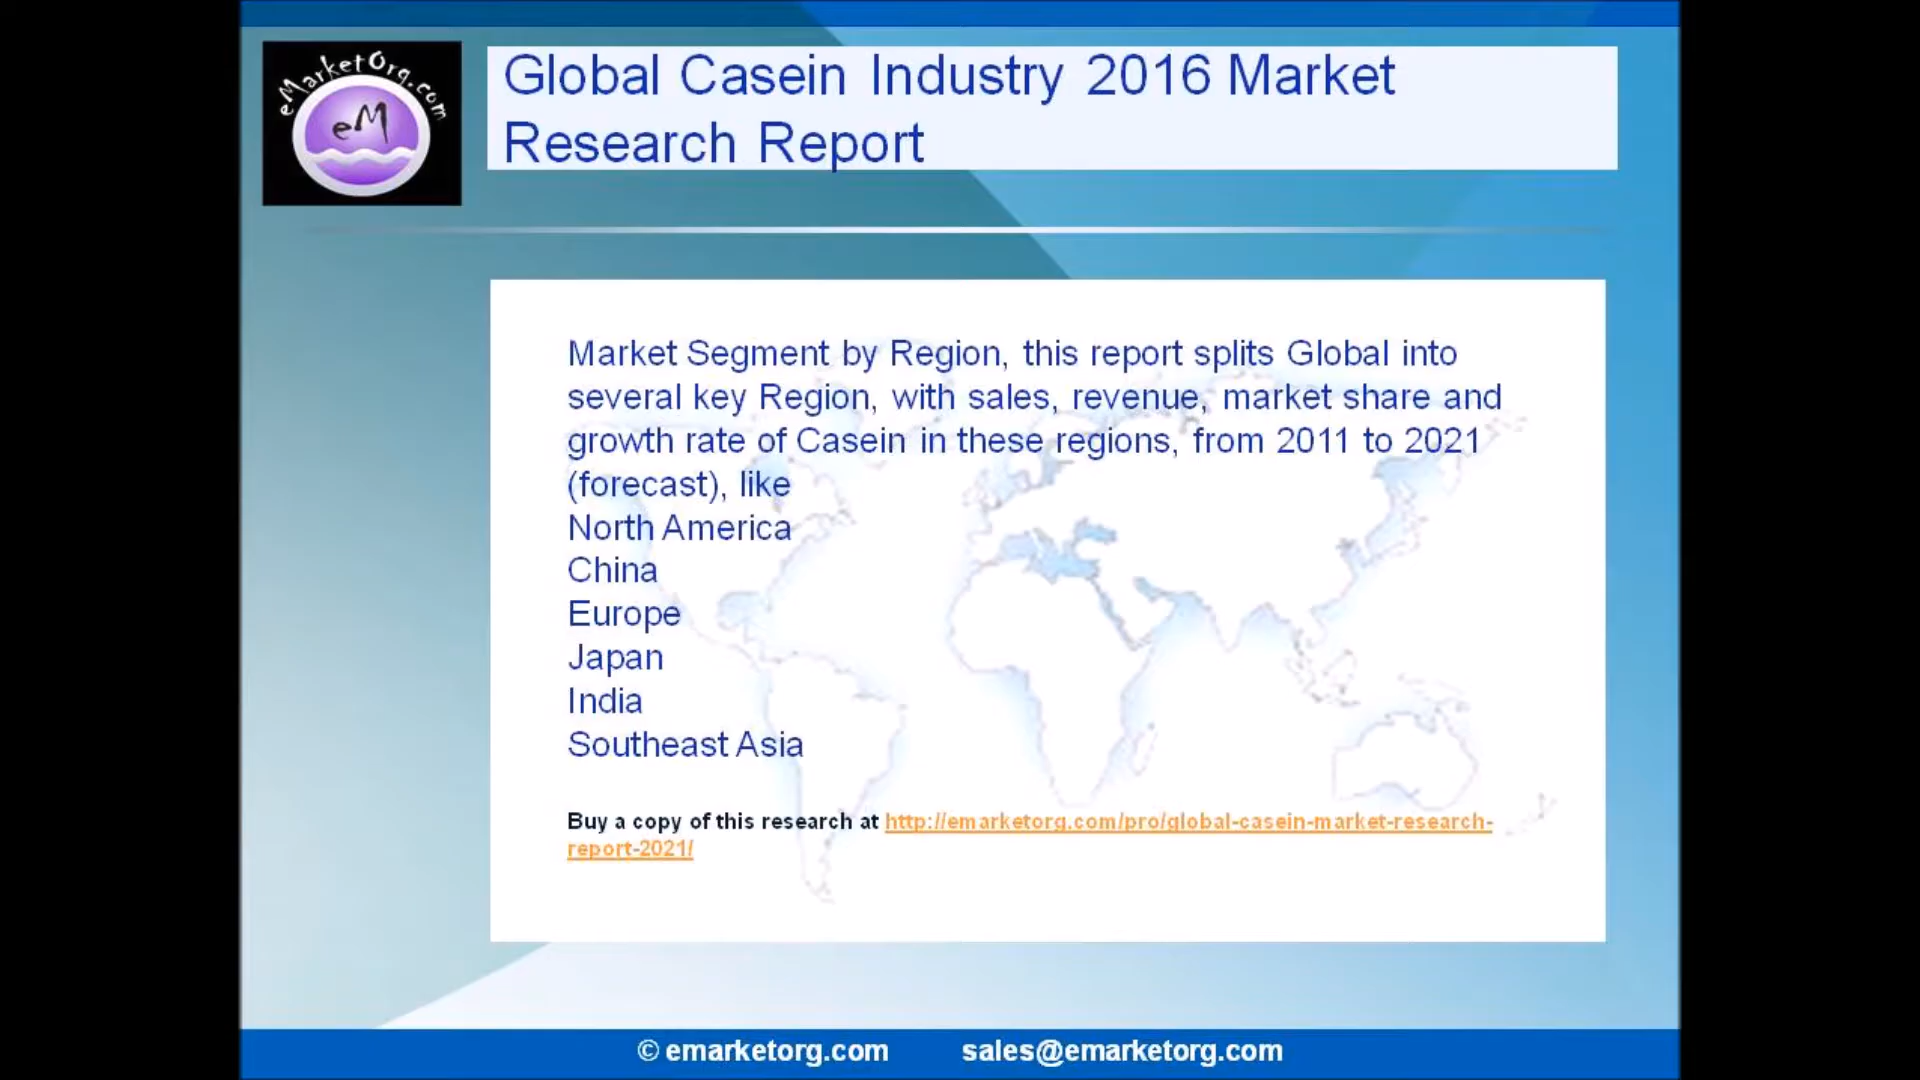 eMarketOrg.com
eM
Global Casein Industry 2016 Market
Research Report
Market Segment by Region, this report splits Global into
several key Region, with sales, revenue, market share and
growth rate of Casein in these regions, from 2011 to 2021
(forecast), like
North America
China
Europe
Japan
India
Southeast Asia
Buy a copy of this research at http://emarketorg.com/pro/global-casein-market-research-
report-2021/
© emarketorg.com sales@emarketorg.com